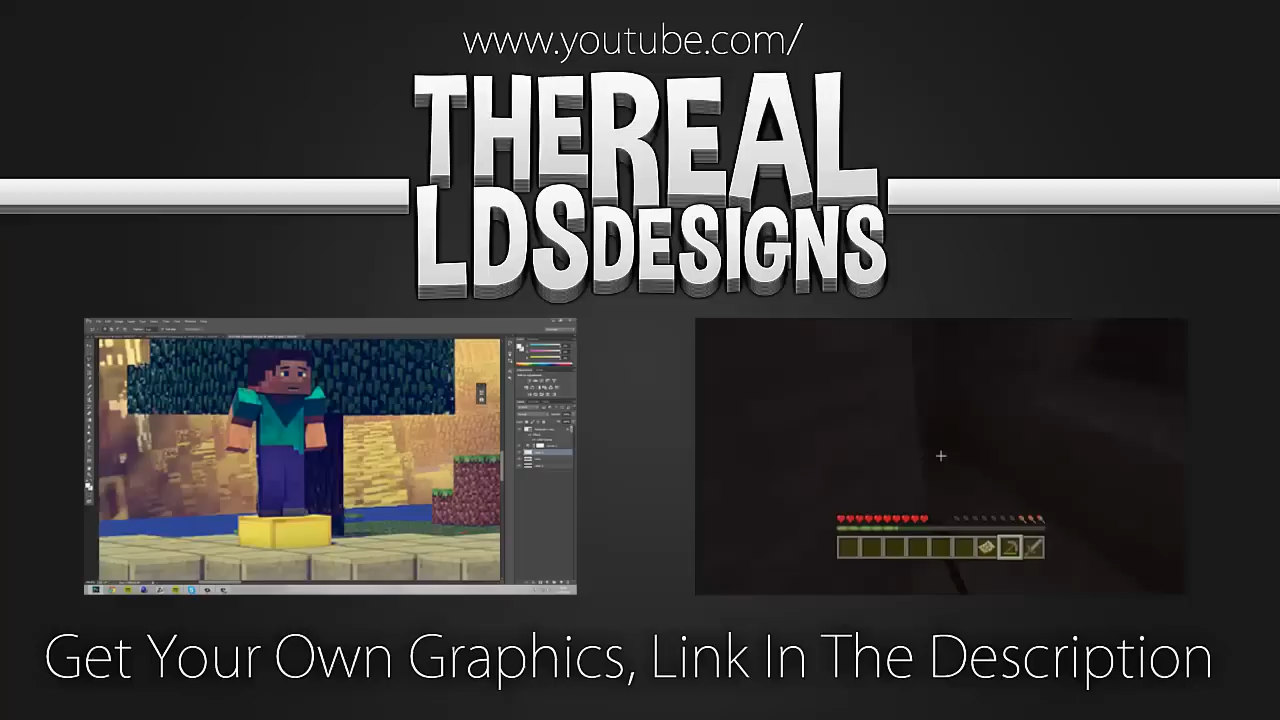 www.youtube.com/
THEREAL
LDSDESIGNS
Get Your Own Graphics, Link In The Description